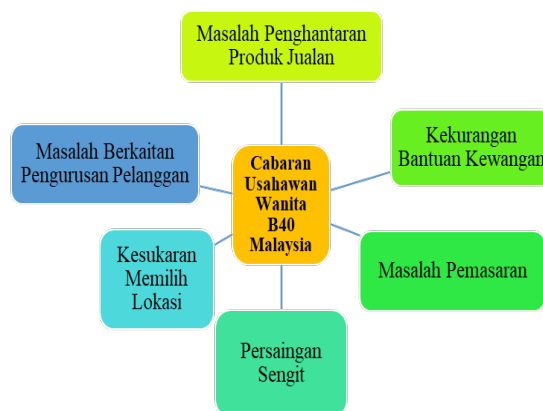 Masalah Penghantaran
Produk Jualan
Kekurangan
Bantuan Kewangan
Masalah Pemasaran
Persaingan
Sengit
Kesukaran
Memilih
Lokasi
Masalah Berkaitan
Pengurusan Pelanggan
Cabaran
Usahawan
Wanita
B40
Malaysia